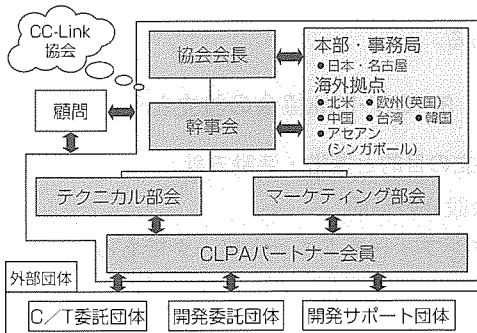 CC-Link
協会
協会会長
本部・事務局
●日本・名古屋
海外拠点
●北米 ●欧州(英国)
●中国 ●台湾 ●韓国
●アセアン
(シンガポール)
顧問
幹事会
テクニカル部会
マーケティング部会
CLPAパートナー会員
外部団体
C/T委託団体
開発委託団体
開発サポート団体